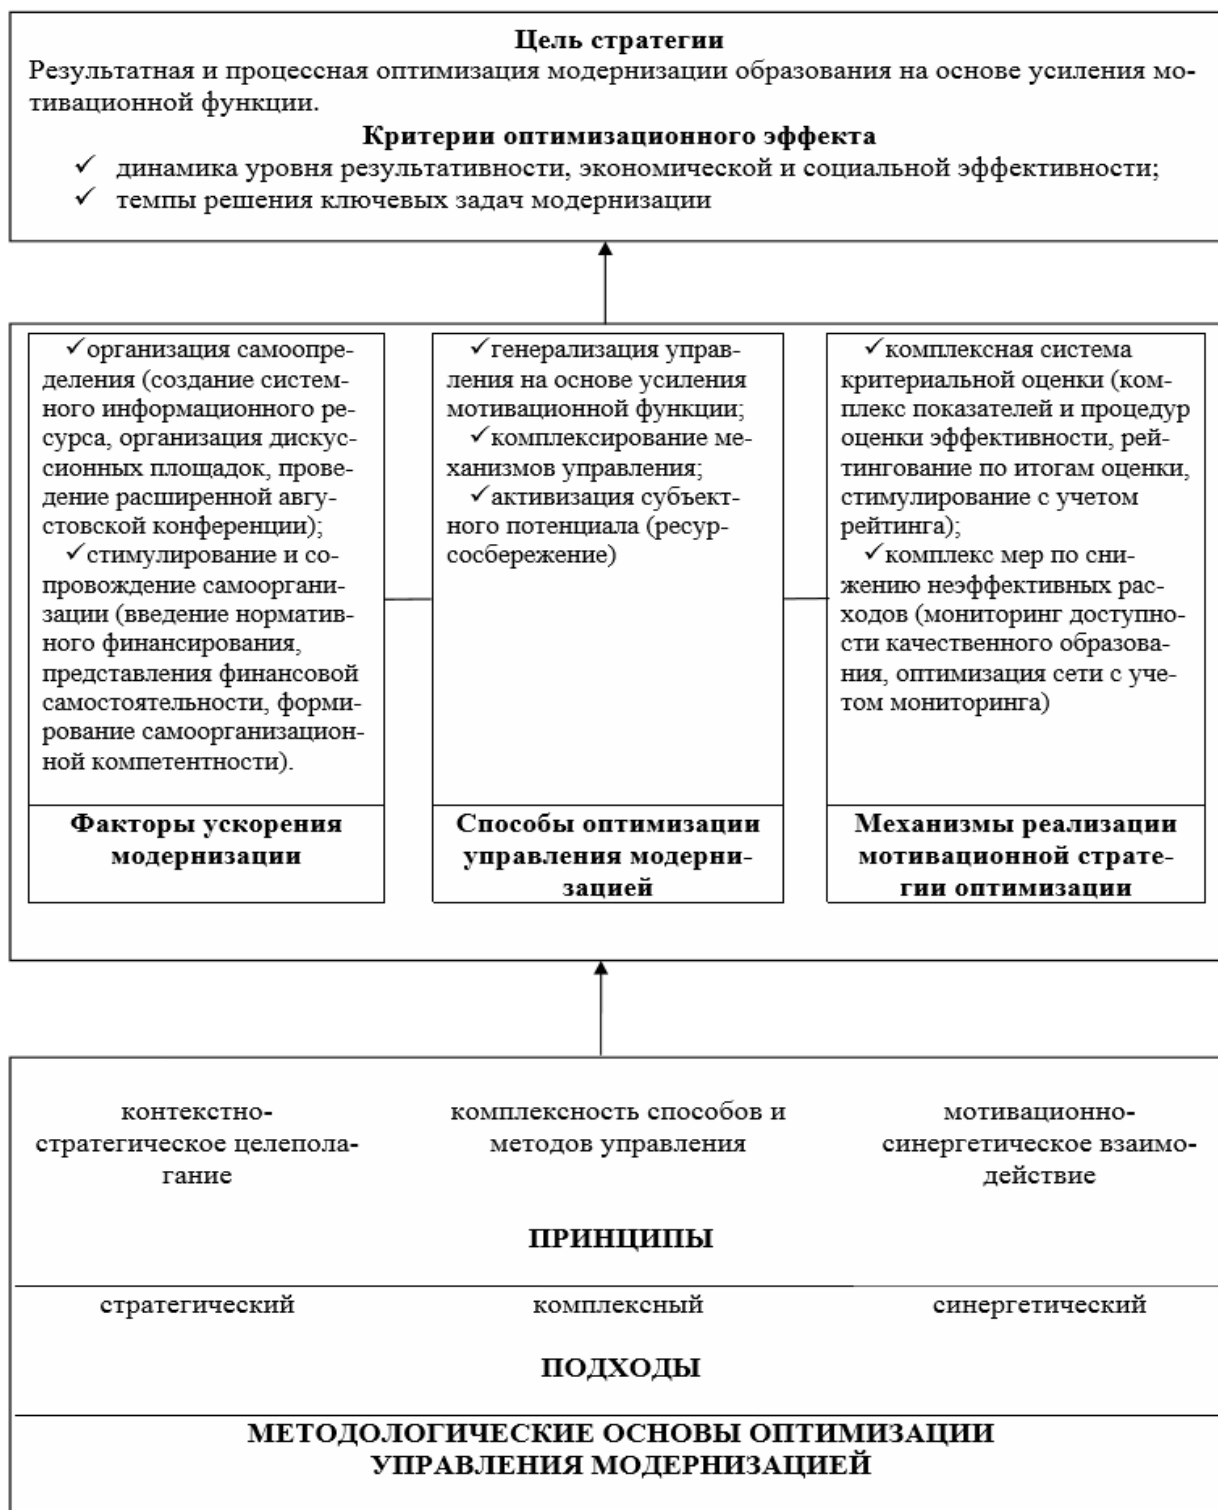 Цель стратегии
Результатная и процессная оптимизация модернизации образования на основе усиления мо-
тивационной функции.
Критерии оптимизационного эффекта
✓ динамика уровня результативности, экономической и социальной эффективности;
✓ темпы решения ключевых задач модернизации
✓организация самоопре-
деления (создание систем-
ного информационного ре-
сурса, организация дискус-
сионных площадок, прове-
дение расширенной авгу-
стовской конференции);
✓стимулирование и со-
провождение самооргани-
зации (введение норматив-
ного финансирования,
представления финансовой
самостоятельности, форми-
рование самоорганизацион-
ной компетентности).
Факторы ускорения
модернизации
✓генерализация управ-
ления на основе усиления
мотивационной функции;
✓комплексирование ме-
ханизмов управления;
✓активизация субъект-
ного потенциала (ресур-
сосбережение)
Способы оптимизации
управления модерни-
зацией
✓комплексная система
критериальной оценки (ком-
плекс показателей и процедур
оценки эффективности, рей-
тингование по итогам оценки,
стимулирование с учетом
рейтинга);
✓комплекс мер по сни-
жению неэффективных рас-
ходов (мониторинг доступно-
сти качественного образова-
ния, оптимизация сети с уче-
том мониторинга)
Механизмы реализации
мотивационной страте-
гии оптимизации
контекстно-
стратегическое целепола-
гание
комплексность способов и
методов управления
мотивационно-
синергетическое взаимо-
действие
ПРИНЦИПЫ
стратегический
комплексный
синергетический
ПОДХОДЫ
МЕТОДОЛОГИЧЕСКИЕ ОСНОВЫ ОПТИМИЗАЦИИ
УПРАВЛЕНИЯ МОДЕРНИЗАЦИЕЙ